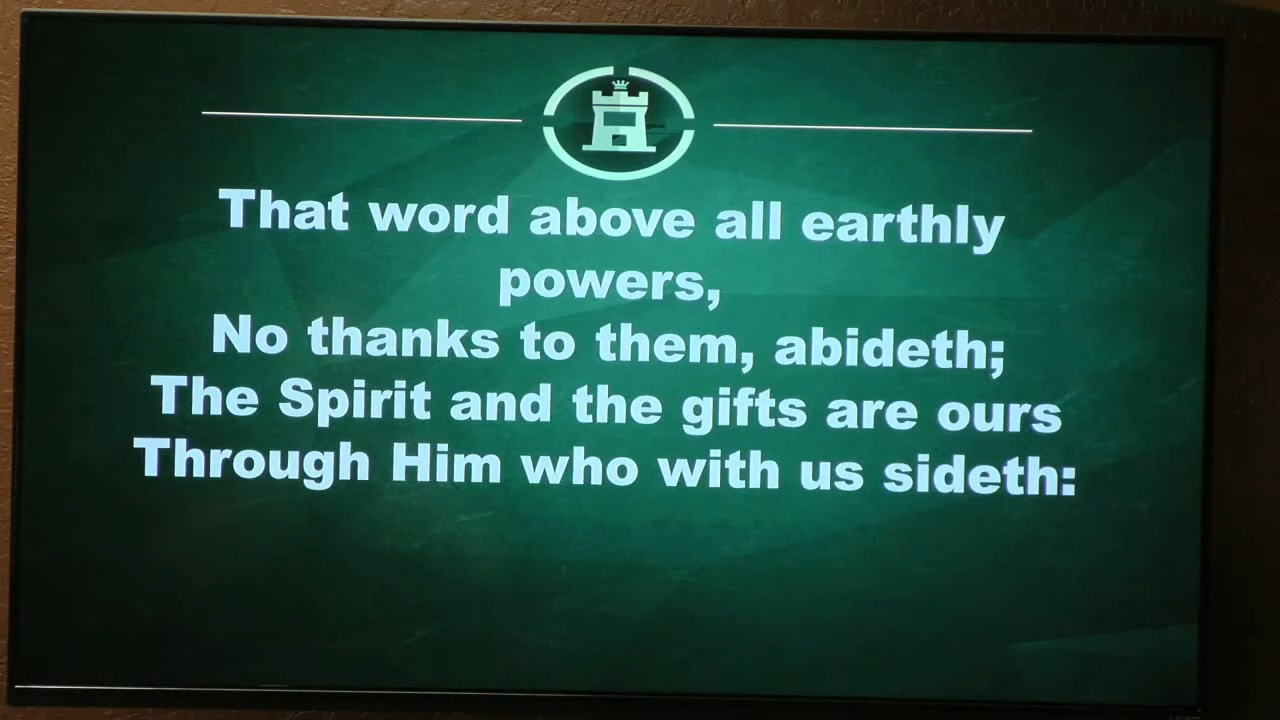 That word above all earthly
powers,
No thanks to them, abideth;
The Spirit and the gifts are ours
Through Him who with us sideth: